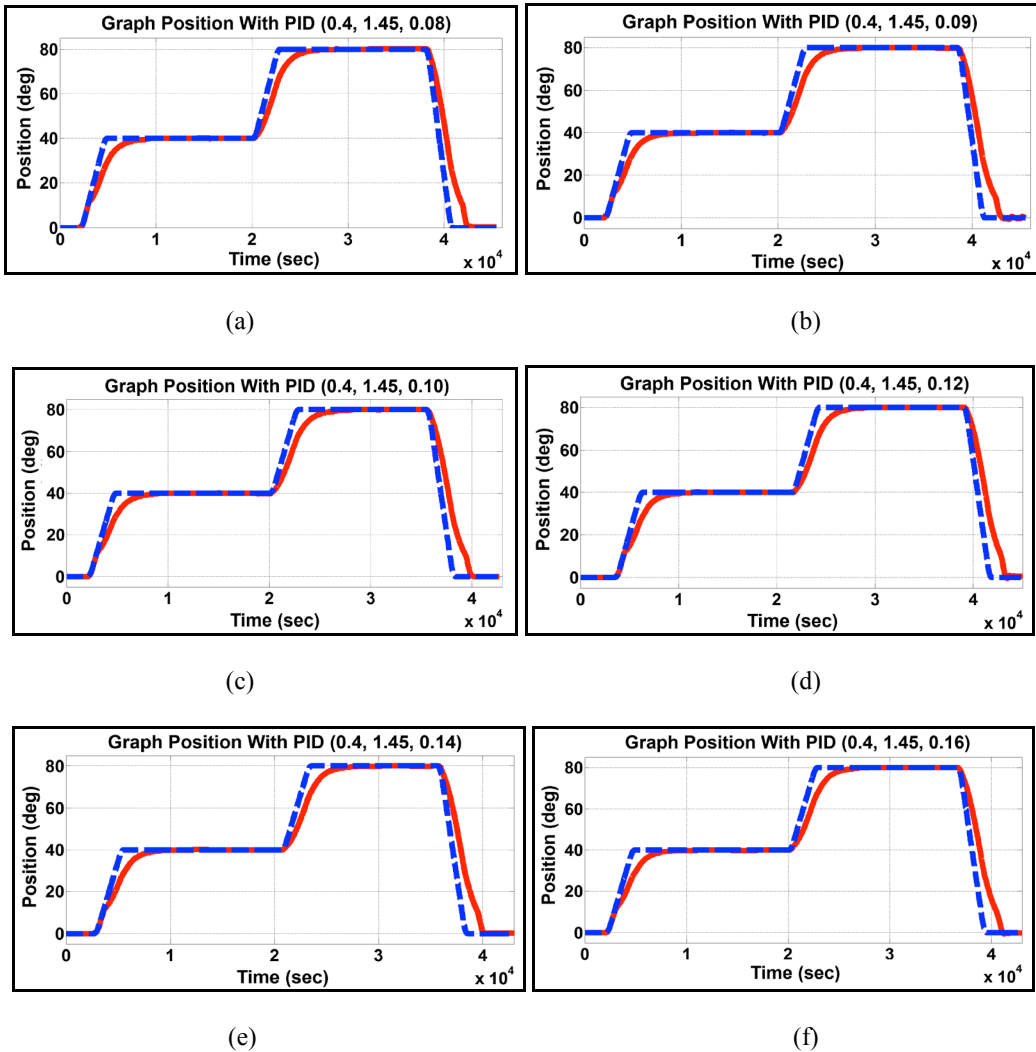 Graph Position With PID (0.4, 1.45, 0.08)
Position (deg)
80
60
40
20
0
0 1 2 3 4
Time (sec)
x 10^4
(a)
Graph Position With PID (0.4, 1.45, 0.09)
Position (deg)
80
60
40
20
0
0 1 2 3 4
Time (sec)
x 10^4
(b)
Graph Position With PID (0.4, 1.45, 0.10)
Position (deg)
80
60
40
20
0
0 1 2 3 4
Time (sec)
x 10^4
(c)
Graph Position With PID (0.4, 1.45, 0.12)
Position (deg)
80
60
40
20
0
0 1 2 3 4
Time (sec)
x 10^4
(d)
Graph Position With PID (0.4, 1.45, 0.14)
Position (deg)
80
60
40
20
0
0 1 2 3 4
Time (sec)
x 10^4
(e)
Graph Position With PID (0.4, 1.45, 0.16)
Position (deg)
80
60
40
20
0
0 1 2 3 4
Time (sec)
x 10^4
(f)